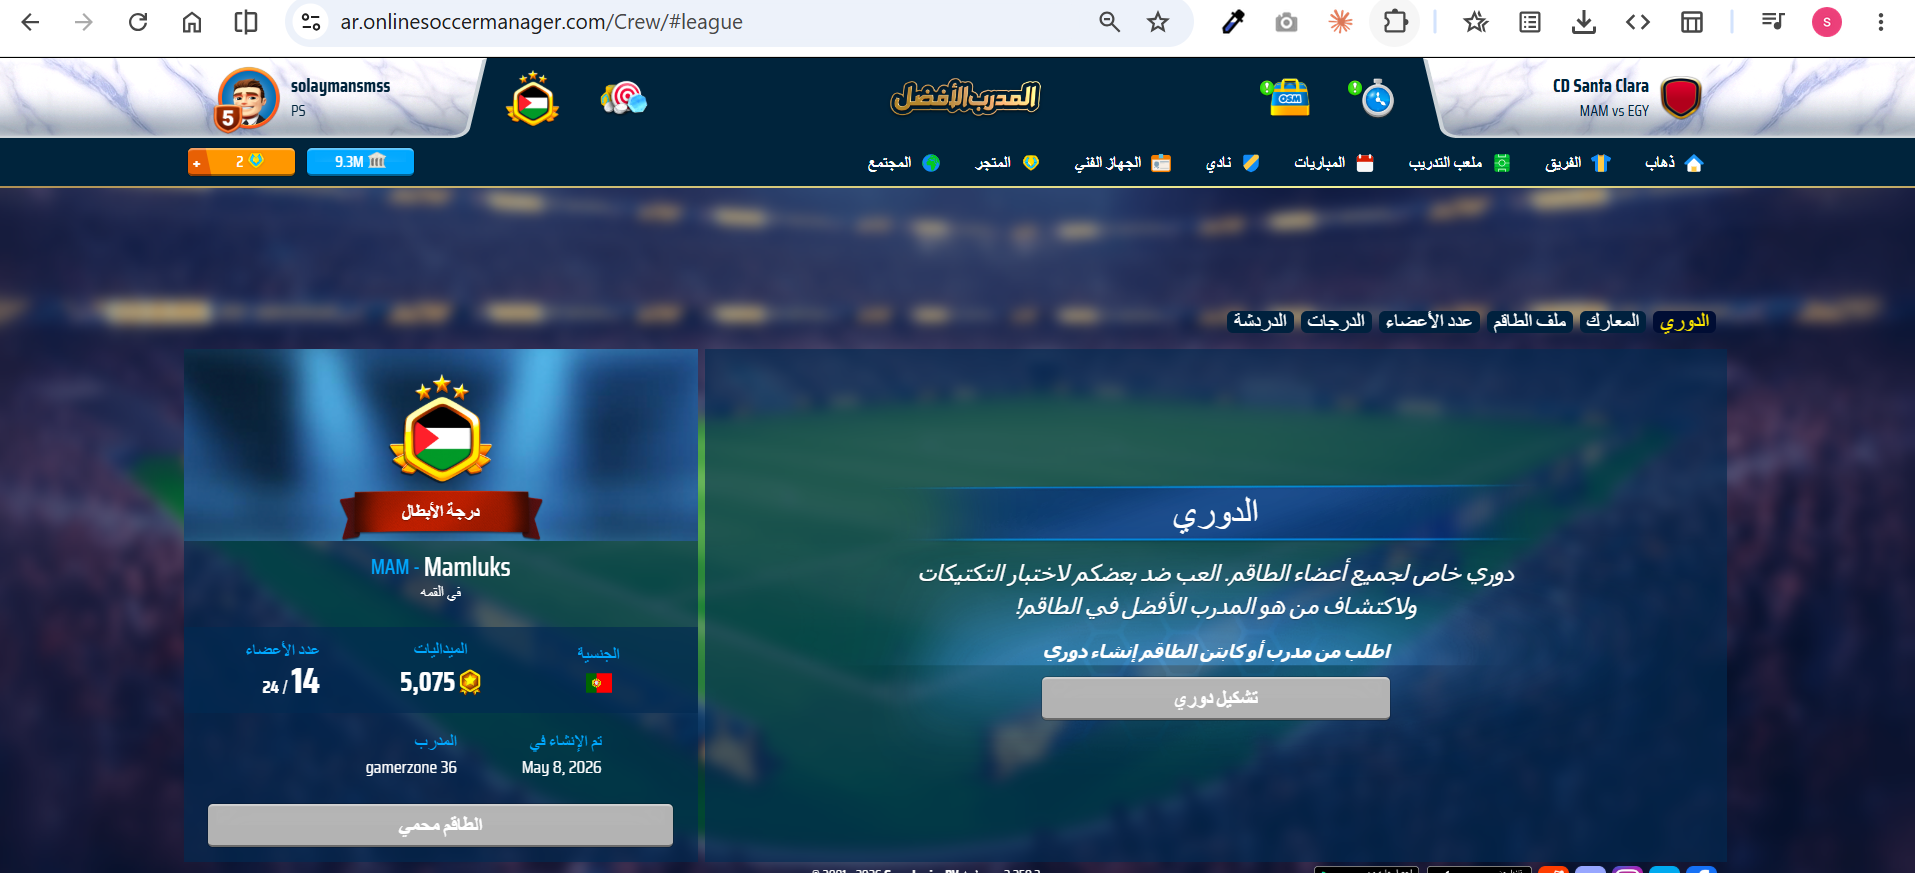 ar.onlinesoccermanager.com/Crew/#league
S
solaymansmss
PS
5
المدرب الأفضل
OSM
CD Santa Clara
MAM vs EGY
+ 2
9.3M
ذهاب
الفريق
ملعب التدريب
المباريات
نادي
الجهاز الفني
المتجر
المجتمع
الدوري
المعارك
ملف الطاقم
عدد الأعضاء
الدرجات
الدردشة
درجة الأبطال
MAM - Mamluks
في القمه
الجنسية
الميداليات
5,075
عدد الأعضاء
14 / 24
تم الإنشاء في
May 8, 2026
المدرب
gamerzone 36
الطاقم محمي
الدوري
دوري خاص لجميع أعضاء الطاقم. العب ضد بعضكم لاختبار التكتيكات
ولاكتشاف من هو المدرب الأفضل في الطاقم!
اطلب من مدرب أو كابتن الطاقم إنشاء دوري
تشكيل دوري